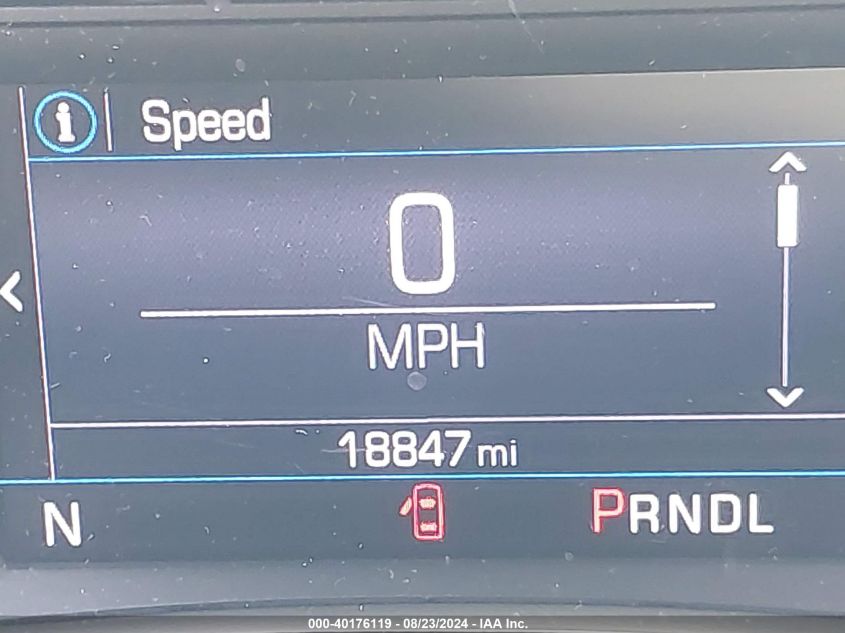 i Speed
0
MPH
18847 mi
N PRNDL
000-40176119 - 08/23/2024 - IAA Inc.